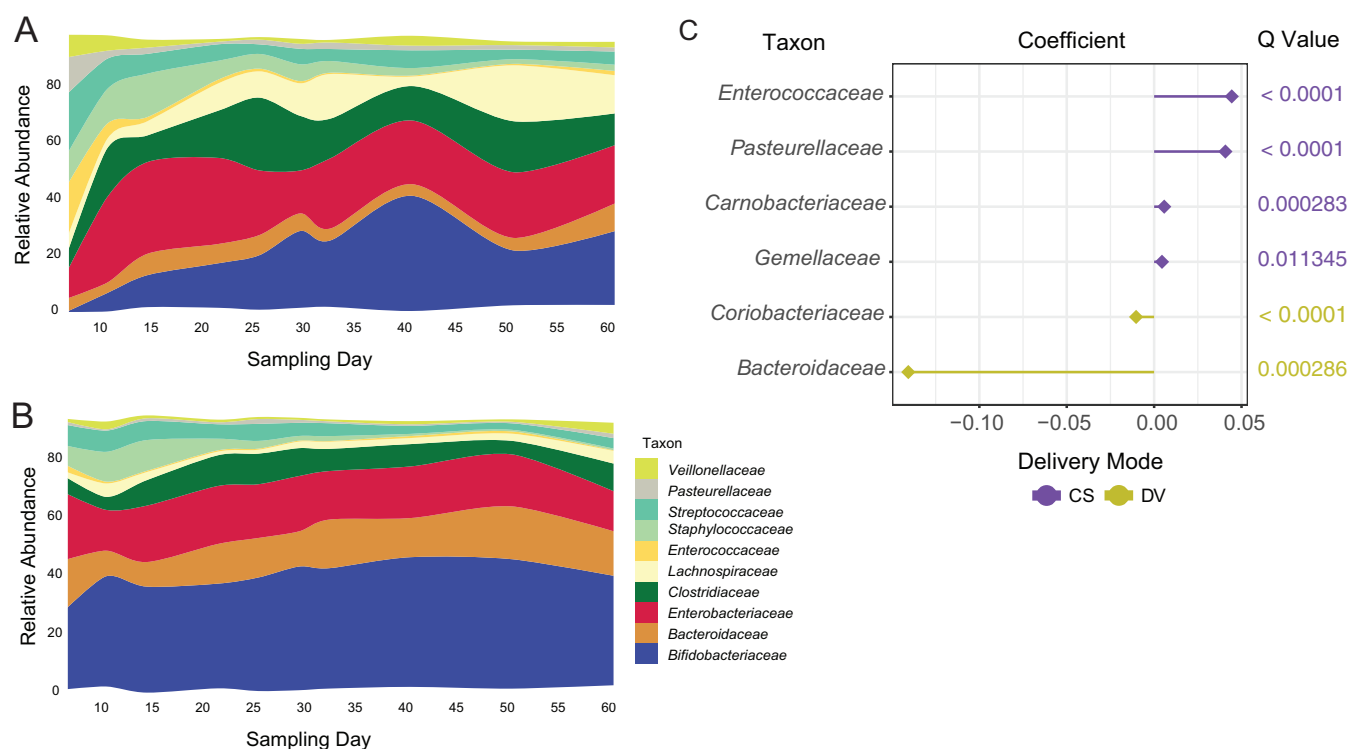 A
Relative Abundance
80
60
40
20
0
10 15 20 25 30 35 40 45 50 55 60
Sampling Day
B
Relative Abundance
80
60
40
20
0
10 15 22 25 30 35 40 45 50 55 60
Sampling Day
Taxon
Veillonellaceae
Pasteurellaceae
Streptococcaceae
Staphylococcaceae
Enterococcaceae
Lachnospiraceae
Clostridiaceae
Enterobacteriaceae
Bacteroidaceae
Bifidobacteriaceae
C
Taxon Coefficient Q Value
Enterococcaceae < 0.0001
Pasteurellaceae < 0.0001
Carnobacteriaceae 0.000283
Gemellaceae 0.011345
Coriobacteriaceae < 0.0001
Bacteroidaceae 0.000286
−0.10 −0.05 0.00 0.05
Delivery Mode
CS DV